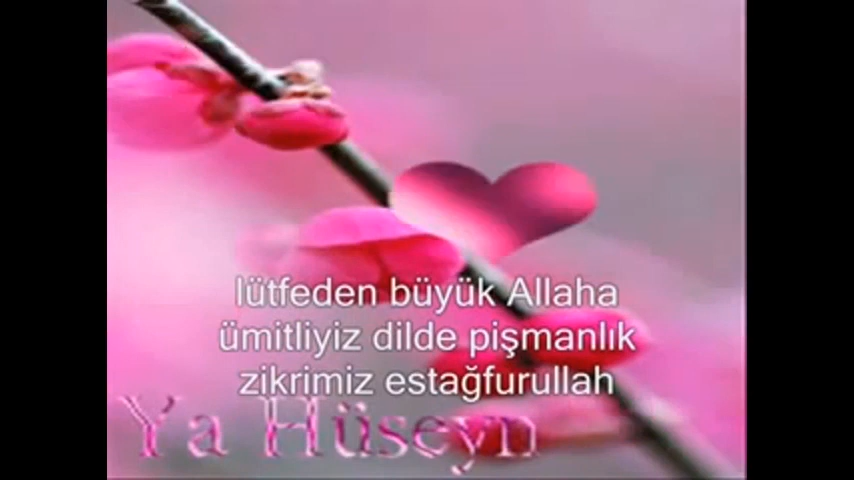 lütfeden büyük Allaha
ümitliyiz dilde pişmanlık
zikrimiz estağfurullah
Ya Hüseyn